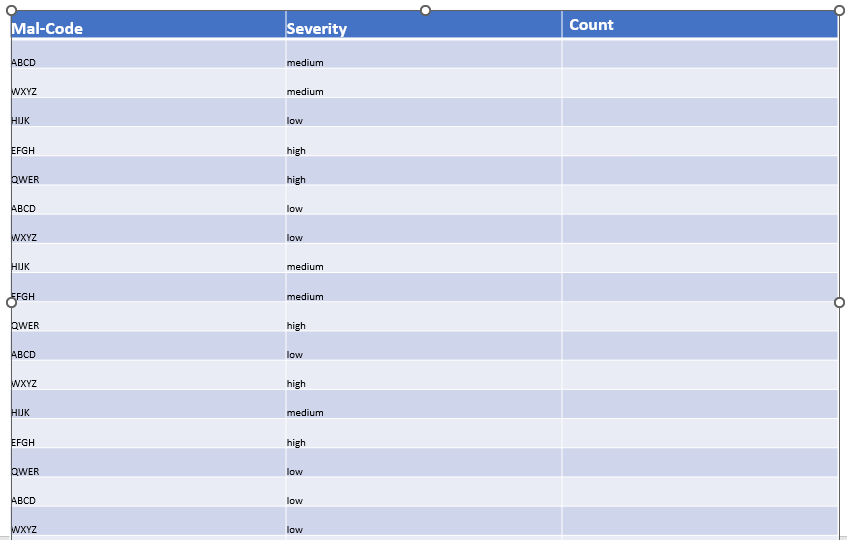 Mal-Code Severity Count
ABCD medium
WXYZ medium
HIJK low
EFGH high
QWER high
ABCD low
WXYZ low
HIJK medium
EFGH medium
QWER high
ABCD low
WXYZ high
HIJK medium
EFGH high
QWER low
ABCD low
WXYZ low